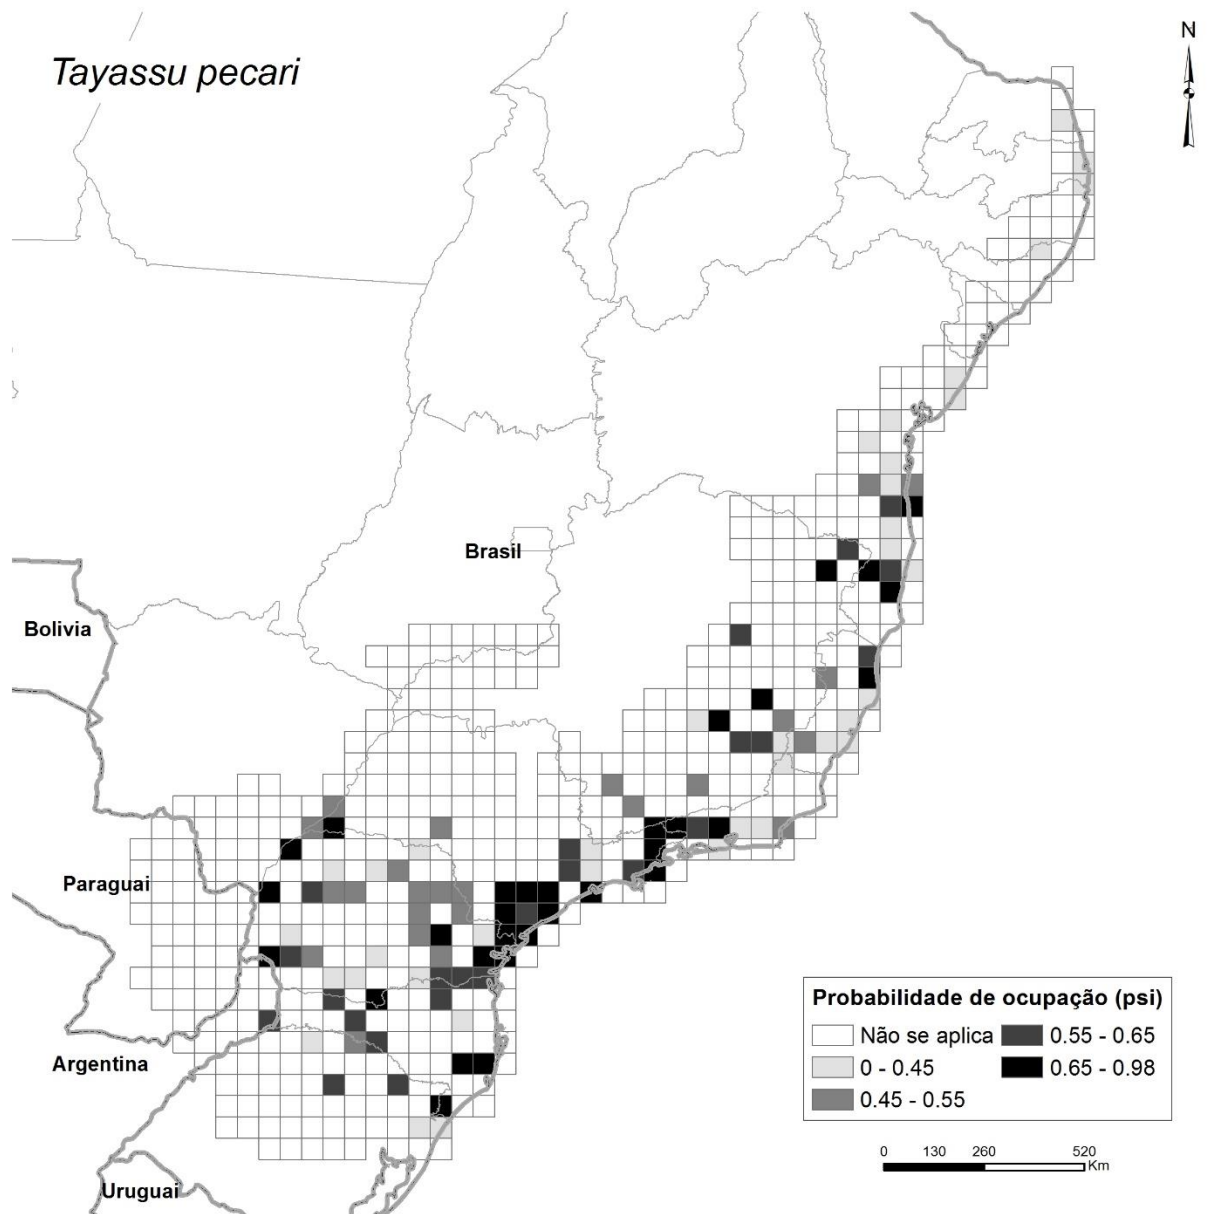 Tayassu pecari
N
Brasil
Bolivia
Paraguai
Argentina
Uruguai
Probabilidade de ocupação (psi)
Não se aplica
0 - 0.45
0.45 - 0.55
0.55 - 0.65
0.65 - 0.98
0 130 260 520
Km